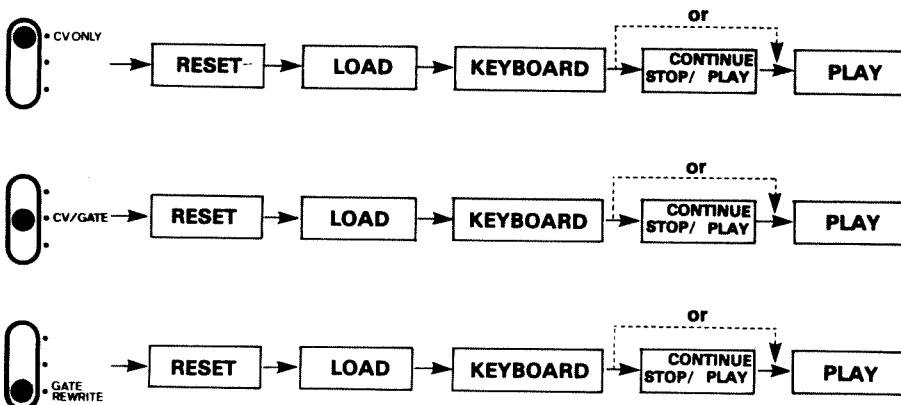 or
CV ONLY
RESET
LOAD
KEYBOARD
CONTINUE
STOP/ PLAY
PLAY
or
CV/GATE
RESET
LOAD
KEYBOARD
CONTINUE
STOP/ PLAY
PLAY
or
RESET
LOAD
KEYBOARD
CONTINUE
STOP/ PLAY
PLAY
GATE
REWRITE